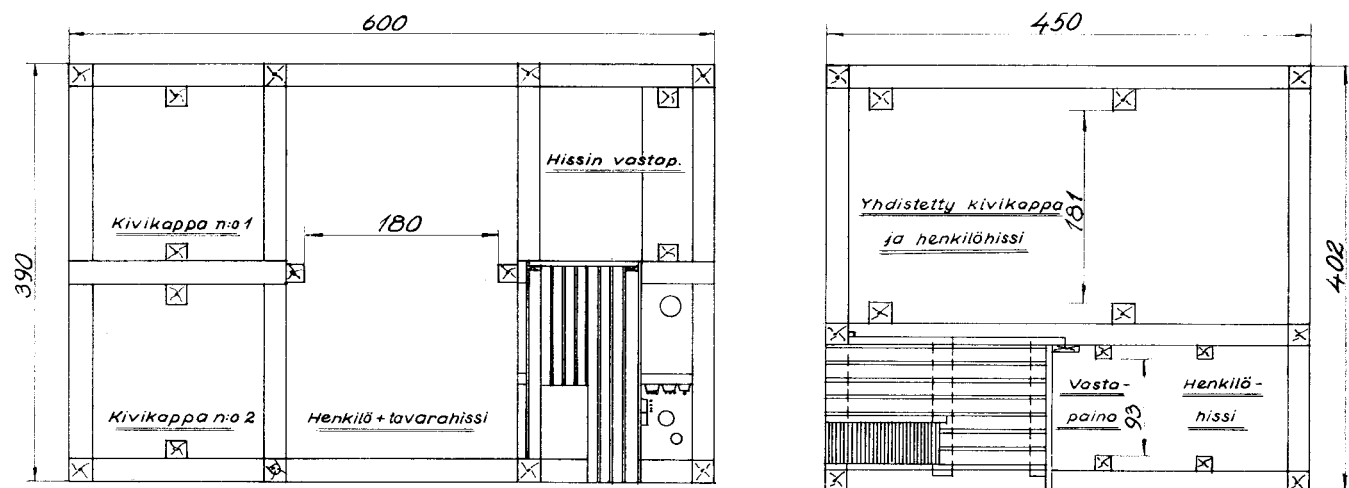 600
390
Kivikappa n:o 1
180
Hissin vastap.
Kivikappa n:o 2
Henkilö + tavarahissi
450
402
Yhdistetty kivikappa
ja henkilöhissi
181
Vasta-
paino
93
Henkilö-
hissi